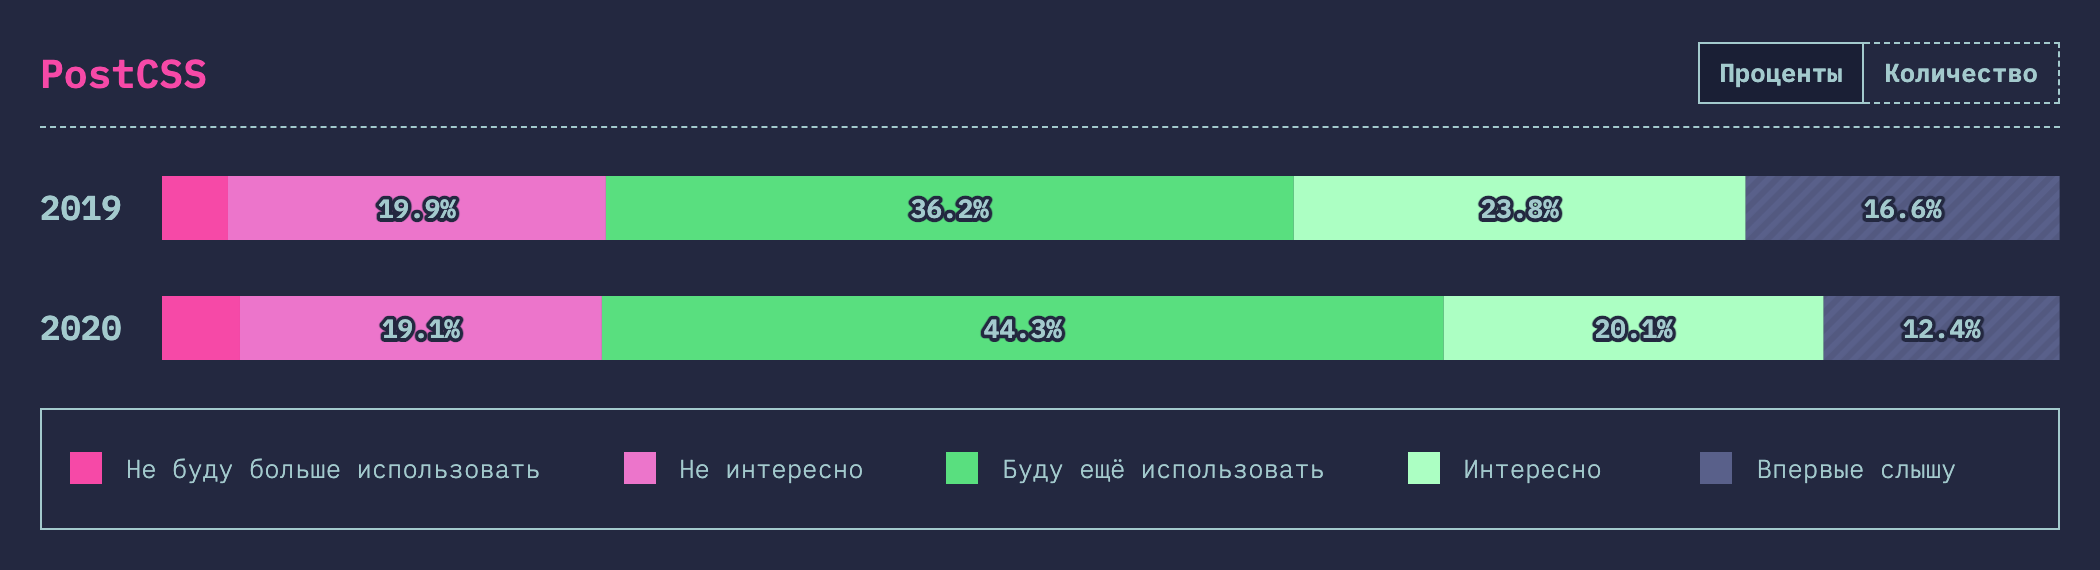 PostCSS
Проценты Количество
2019 19.9% 36.2% 23.8% 16.6%
2020 19.1% 44.3% 20.1% 12.4%
Не буду больше использовать Не интересно Буду ещё использовать Интересно Впервые слышу